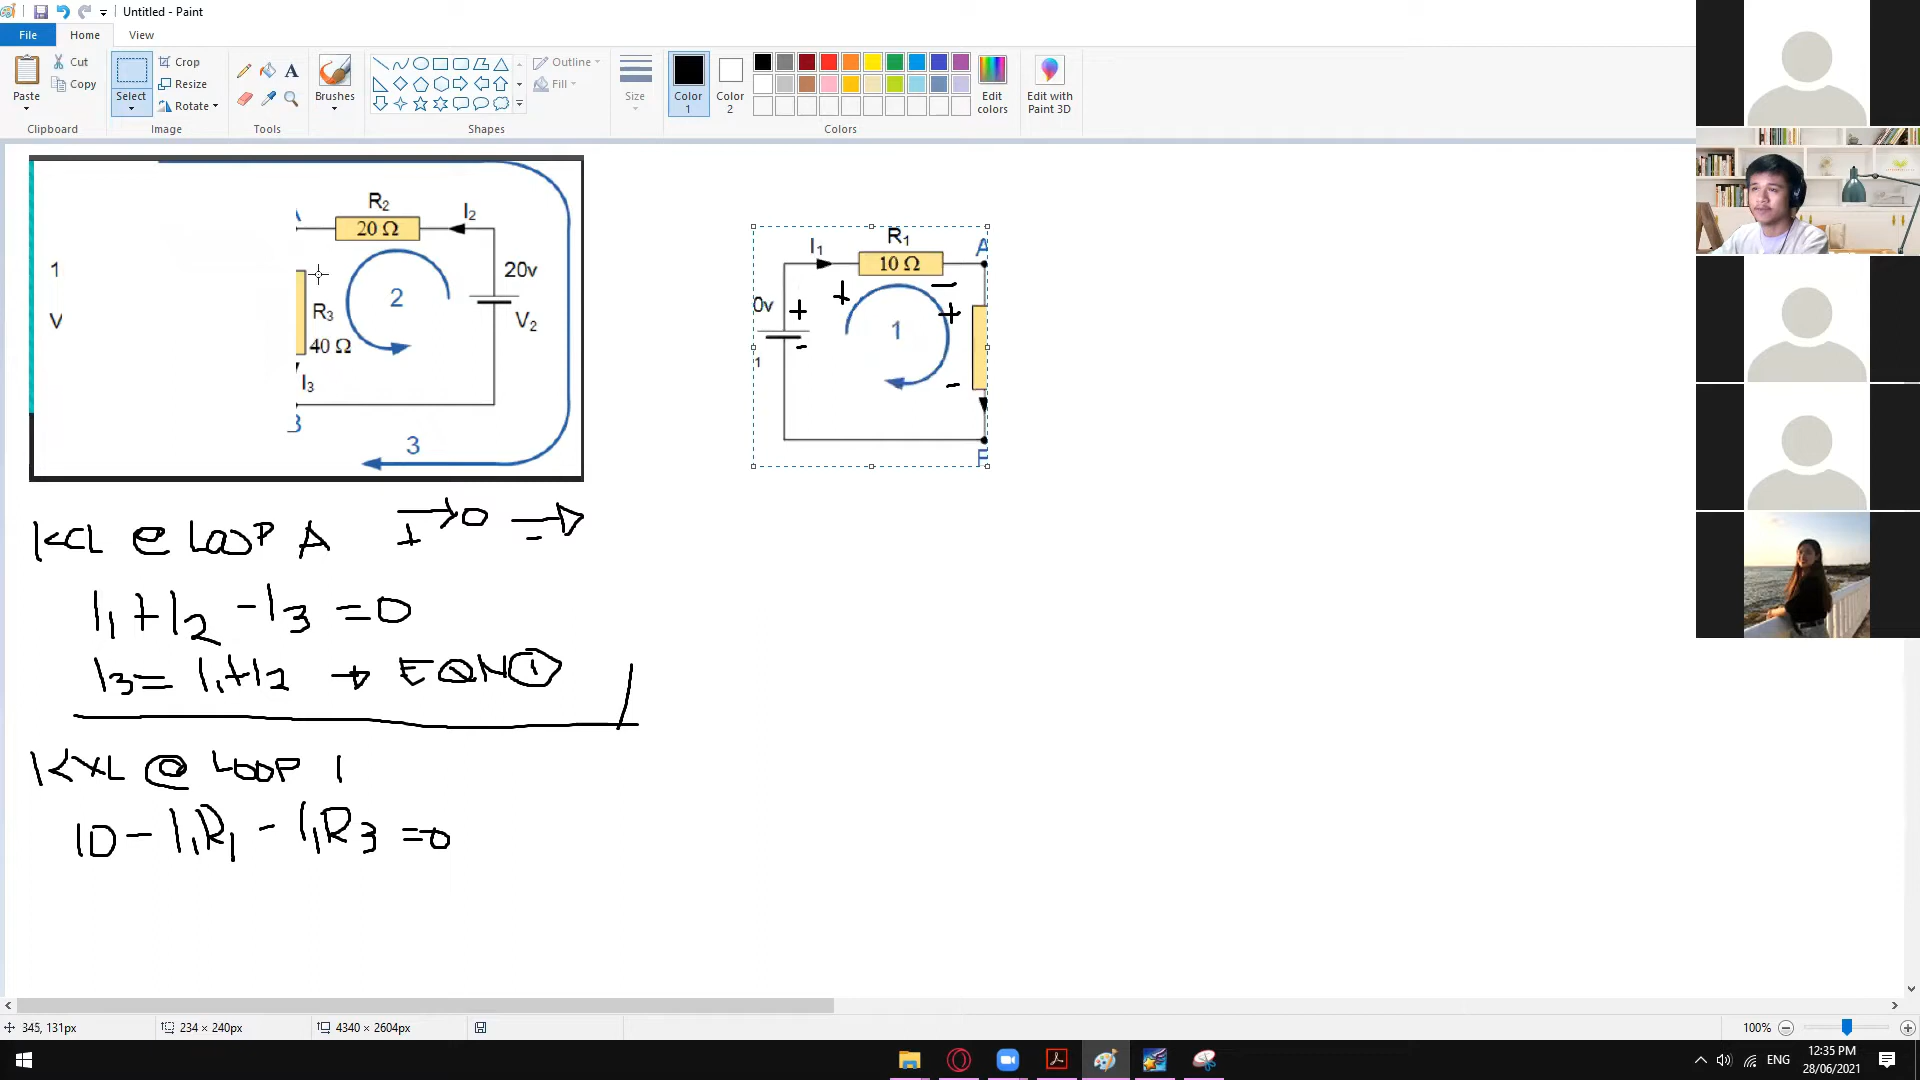 Untitled - Paint
File Home View
Paste
Cut
Copy
Clipboard
Select
Crop
Resize
Rotate
Image
Tools
Brushes
Shapes
Outline
Fill
Size
Color 1
Color 2
Colors
Edit colors
Edit with Paint 3D
R2
I2
20 Ω
1
20v
2
R3
V
V2
40 Ω
I3
3
I1
R1
10 Ω
A
0v
+
+
-
+
1
-
1
-
KCL @ LOOP A
+ → O → -
I1 + I2 - I3 = 0
I3 = I1 + I2 → EQN 1
KVL @ LOOP 1
10 - I1R1 - I1R3 = 0
345, 131px
234 × 240px
4340 × 2604px
100%
ENG
12:35 PM
28/06/2021